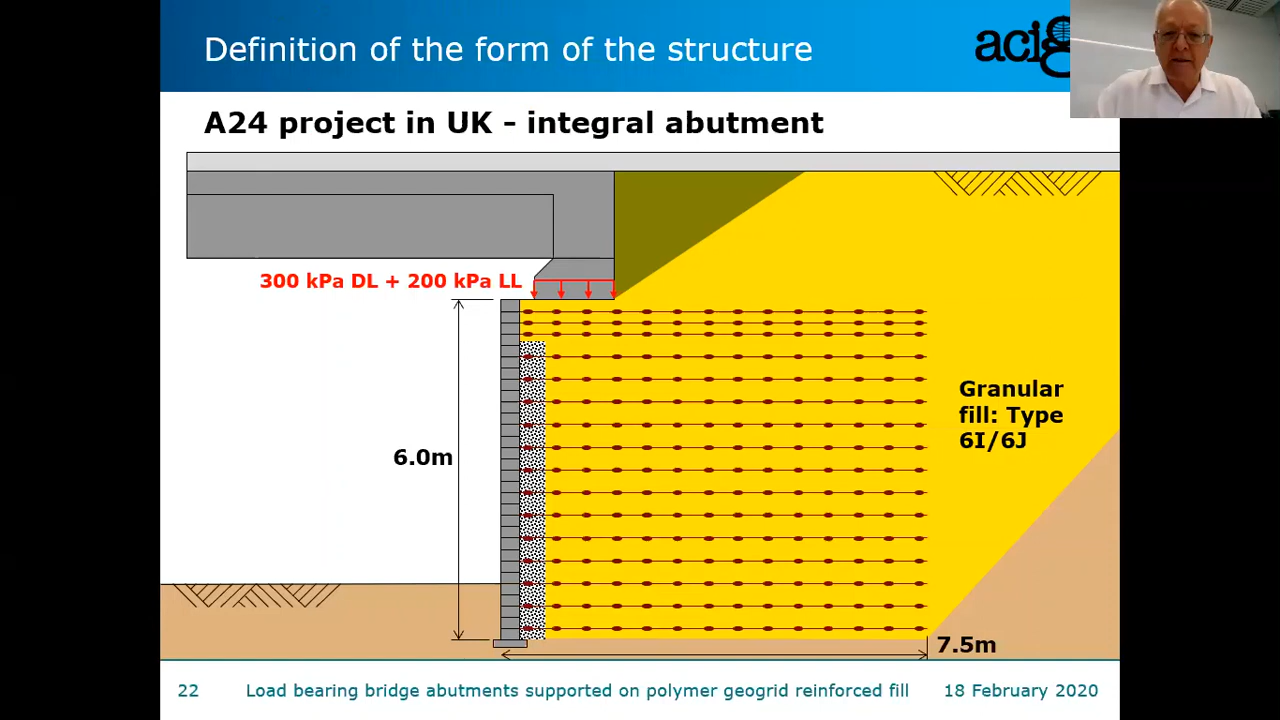 Definition of the form of the structure
acig
A24 project in UK - integral abutment
300 kPa DL + 200 kPa LL
Granular
fill: Type
6I/6J
6.0m
7.5m
22 Load bearing bridge abutments supported on polymer geogrid reinforced fill 18 February 2020